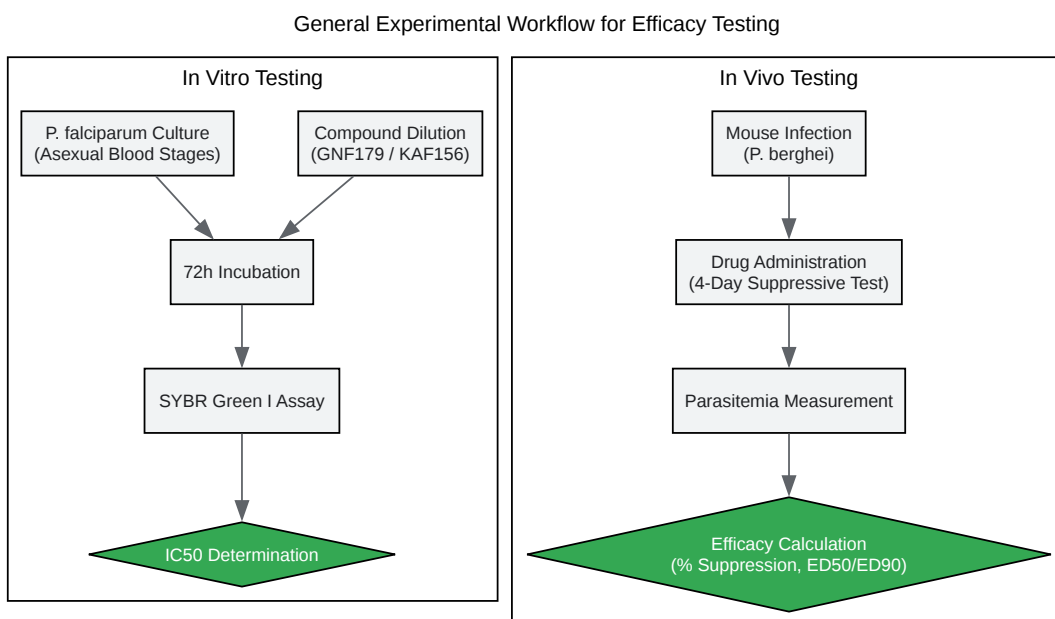 General Experimental Workflow for Efficacy Testing
In Vitro Testing
P. falciparum Culture
(Asexual Blood Stages)
Compound Dilution
(GNF179 / KAF156)
72h Incubation
SYBR Green I Assay
IC50 Determination
In Vivo Testing
Mouse Infection
(P. berghei)
Drug Administration
(4-Day Suppressive Test)
Parasitemia Measurement
Efficacy Calculation
(% Suppression, ED50/ED90)